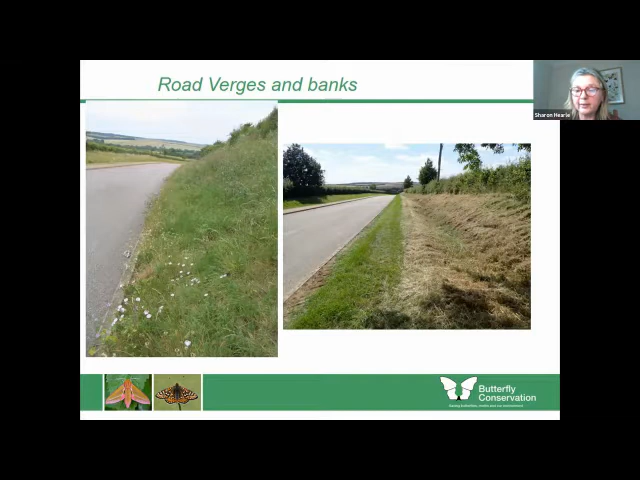 Road Verges and banks
Sharon Hearle
Butterfly
Conservation